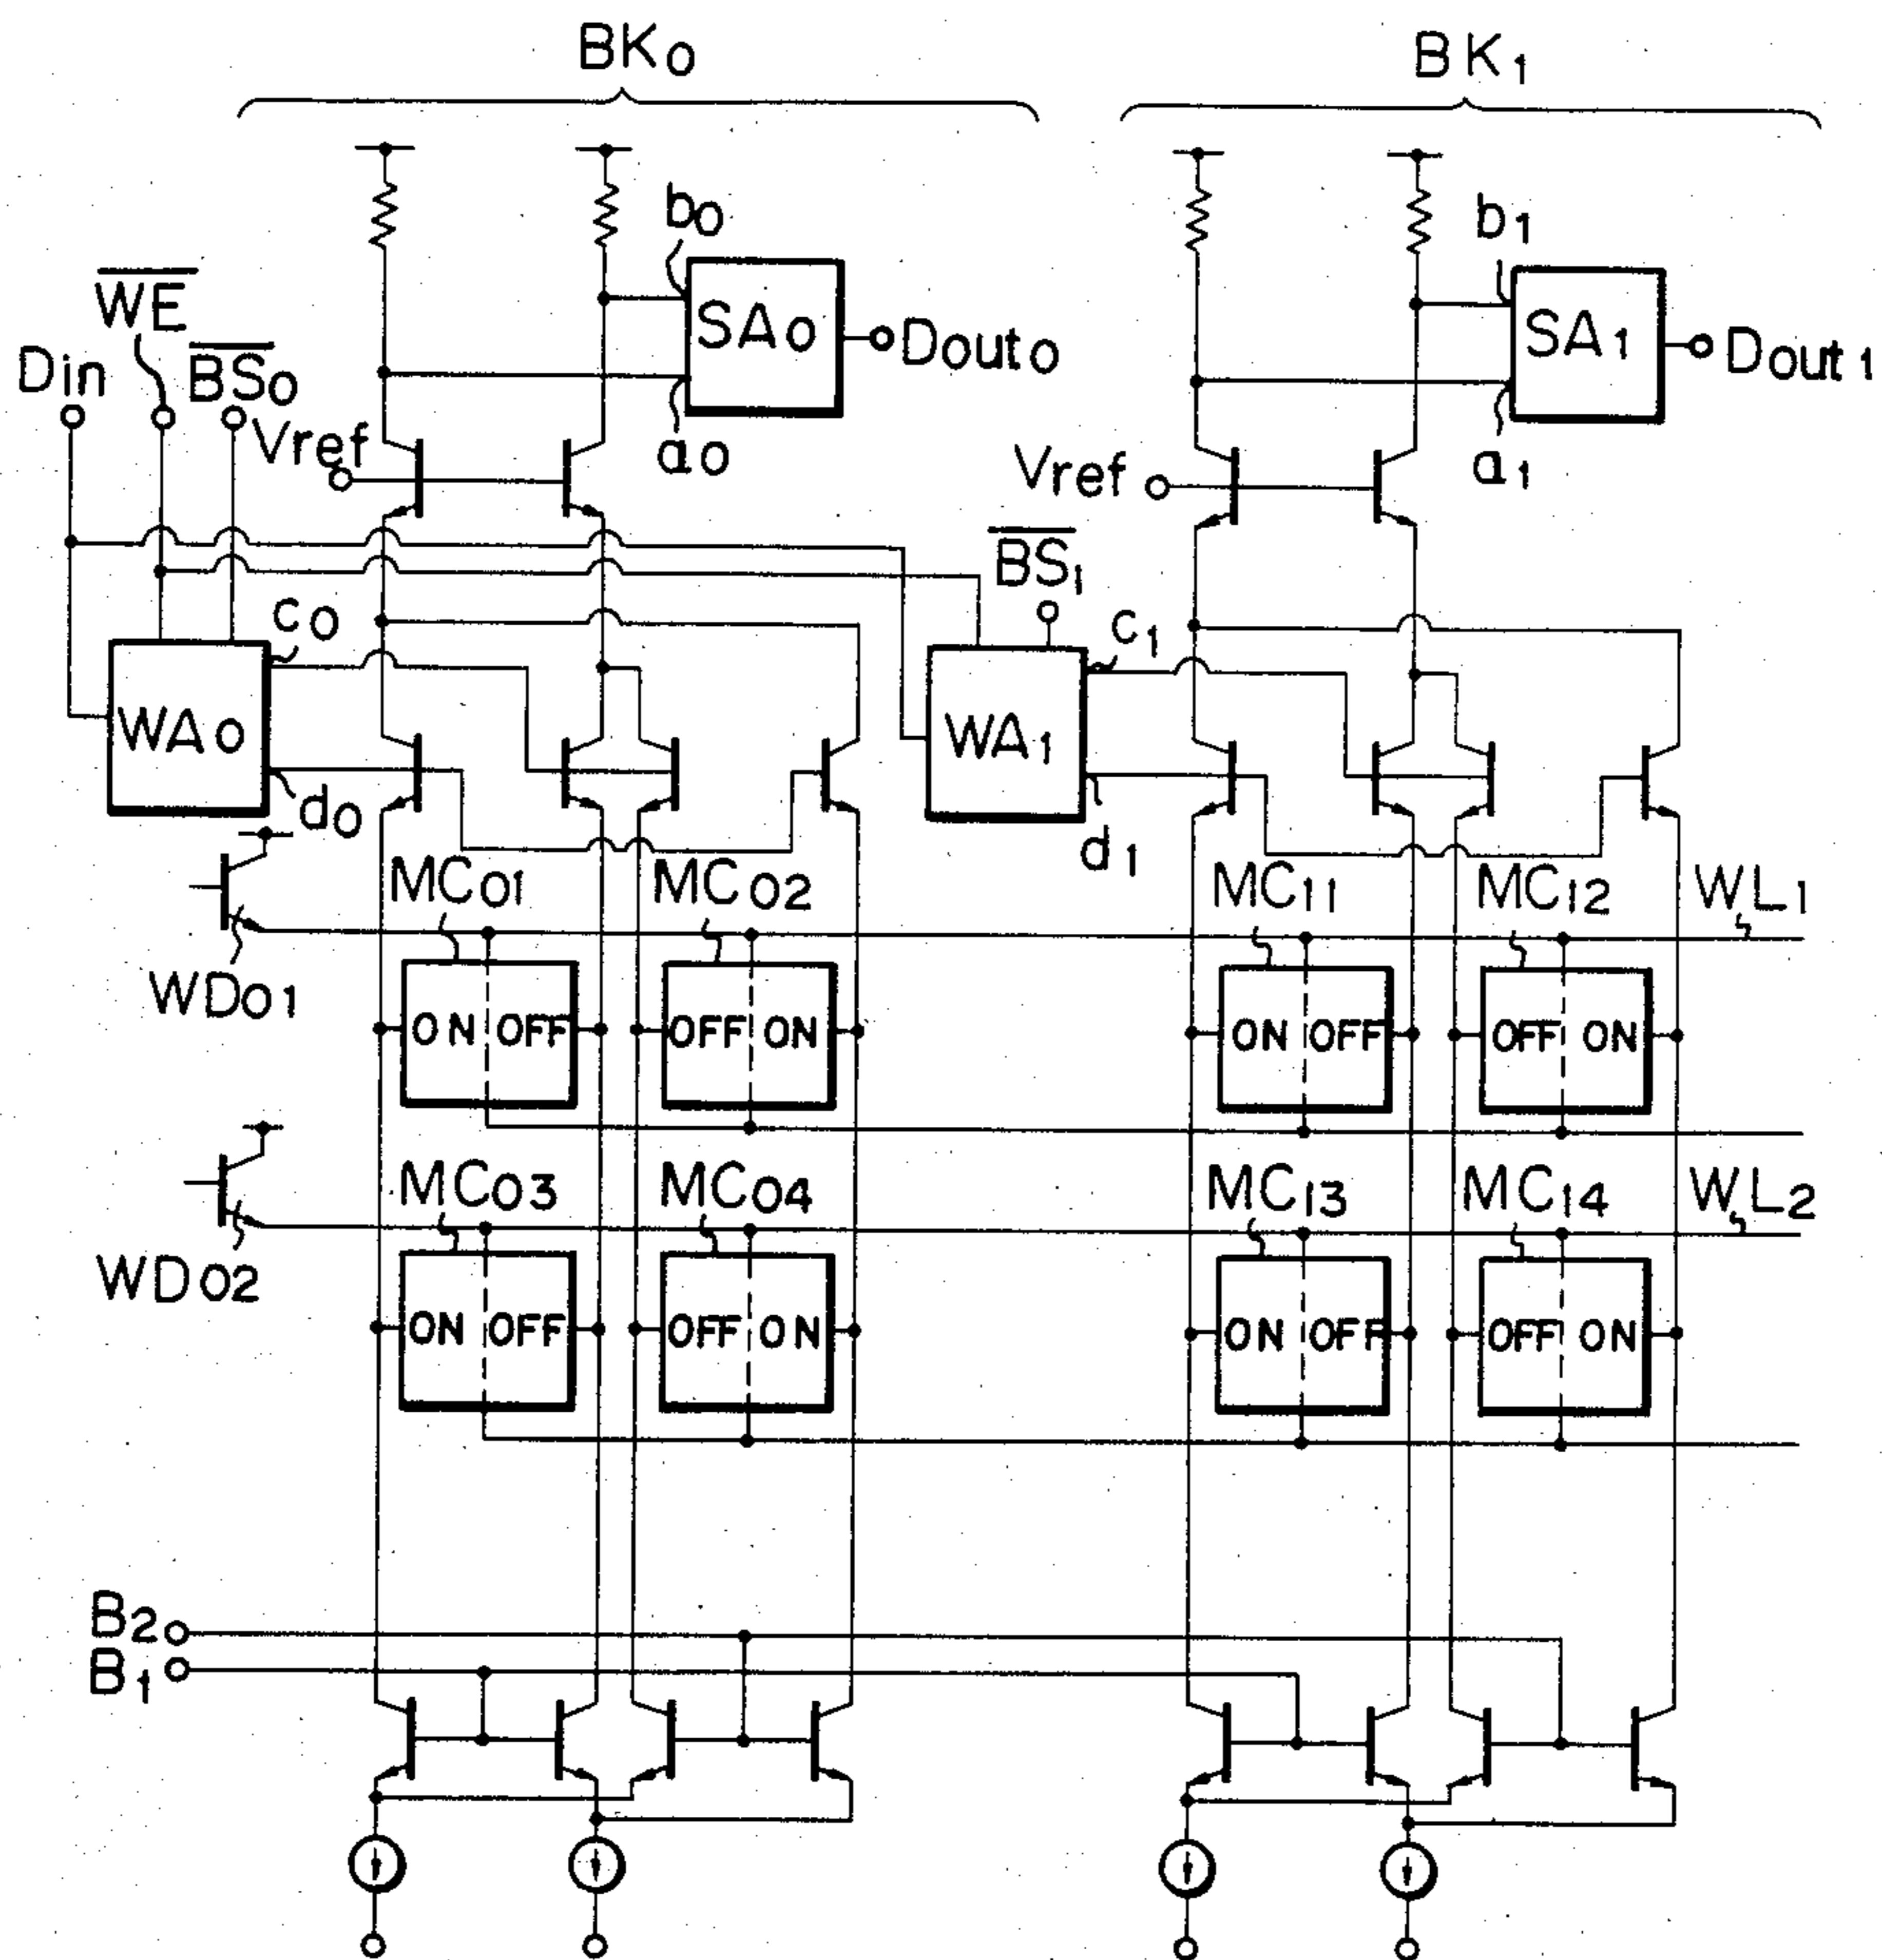 BK0 BK1
b0 b1
WE SA0 SA1
Din BS0 Dout0 Dout1
Vref a0 Vref a1
BS1
c0 c1
WA0 WA1
d0 d1
MC01 MC02 MC11 MC12 WL1
WD01
ON OFF OFF ON ON OFF OFF ON
MC03 MC04 MC13 MC14 WL2
WD02
ON OFF OFF ON ON OFF OFF ON
B2
B1